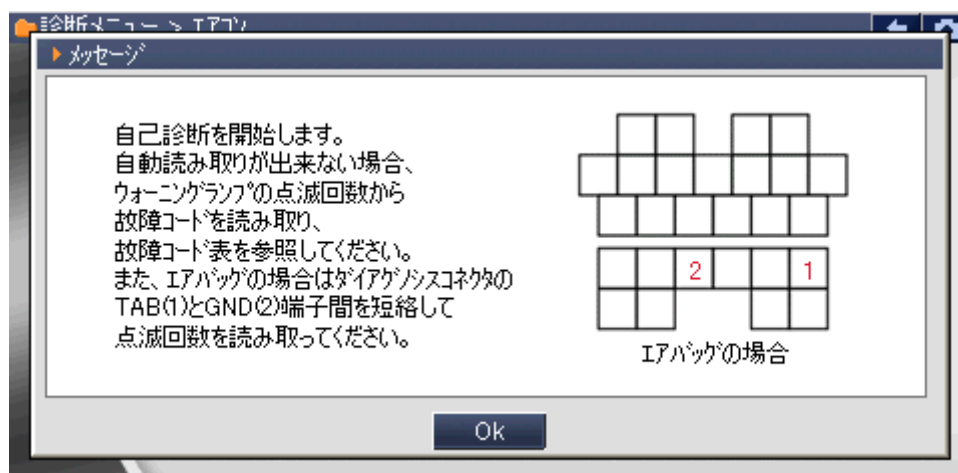 診断メニュー > エアコン
メッセージ
自己診断を開始します。
自動読み取りが出来ない場合、
ウォーニングランプの点滅回数から
故障コードを読み取り、
故障コード表を参照してください。
また、エアバッグの場合はダイアグノシスコネクタの
TAB(1)とGND(2)端子間を短絡して
点滅回数を読み取ってください。
2 1
エアバッグの場合
Ok